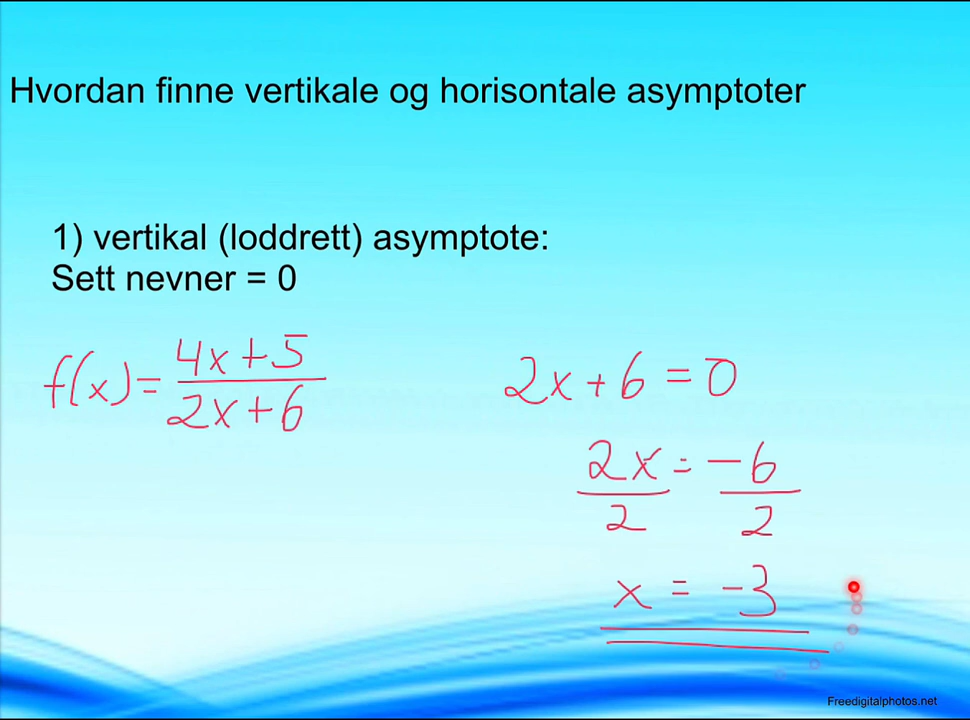 Hvordan finne vertikale og horisontale asymptoter
1) vertikal (loddrett) asymptote:
Sett nevner = 0
f(x) = (4x + 5) / (2x + 6)
2x + 6 = 0
2x/2 = -6/2
x = -3
Freedigitalphotos.net